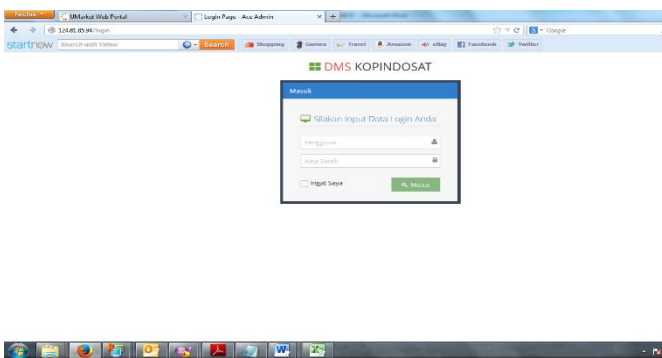 Firefox
UMarket Web Portal
Login Page - Ace Admin
124.81.85.94/login
Google
startnow
Search with Yahoo
Search
Shopping
Games
Travel
Amazon
eBay
Facebook
Twitter
DMS KOPINDOSAT
Masuk
Silakan Input Data Login Anda
Pengguna
Kata Sandi
Ingat Saya
Masuk